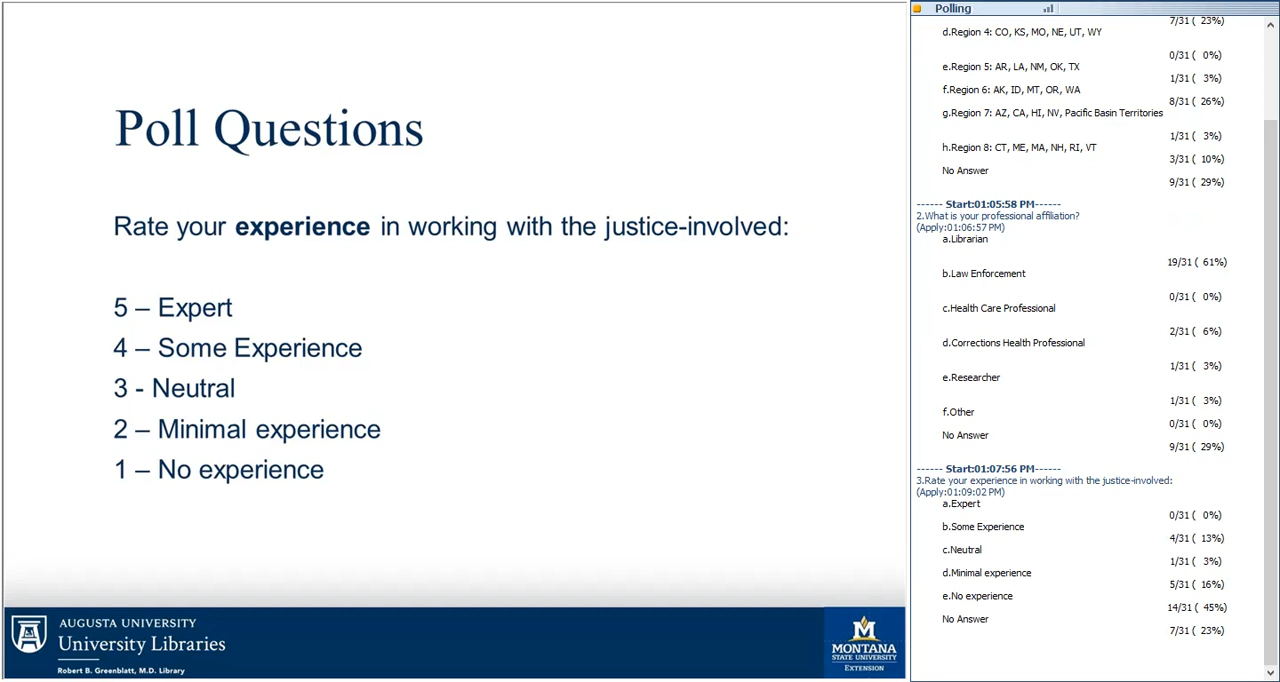 Poll Questions
Rate your experience in working with the justice-involved:
5 – Expert
4 – Some Experience
3 - Neutral
2 – Minimal experience
1 – No experience
AUGUSTA UNIVERSITY
University Libraries
Robert B. Greenblatt, M.D. Library
M
MONTANA
STATE UNIVERSITY
EXTENSION
Polling
7/31 ( 23%)
d.Region 4: CO, KS, MO, NE, UT, WY
0/31 ( 0%)
e.Region 5: AR, LA, NM, OK, TX
1/31 ( 3%)
f.Region 6: AK, ID, MT, OR, WA
8/31 ( 26%)
g.Region 7: AZ, CA, HI, NV, Pacific Basin Territories
1/31 ( 3%)
h.Region 8: CT, ME, MA, NH, RI, VT
3/31 ( 10%)
No Answer
9/31 ( 29%)
------ Start:01:05:58 PM------
2.What is your professional affiliation?
(Apply:01:06:57 PM)
a.Librarian
19/31 ( 61%)
b.Law Enforcement
0/31 ( 0%)
c.Health Care Professional
2/31 ( 6%)
d.Corrections Health Professional
1/31 ( 3%)
e.Researcher
1/31 ( 3%)
f.Other
0/31 ( 0%)
No Answer
9/31 ( 29%)
------ Start:01:07:56 PM------
3.Rate your experience in working with the justice-involved:
(Apply:01:09:02 PM)
a.Expert
0/31 ( 0%)
b.Some Experience
4/31 ( 13%)
c.Neutral
1/31 ( 3%)
d.Minimal experience
5/31 ( 16%)
e.No experience
14/31 ( 45%)
No Answer
7/31 ( 23%)